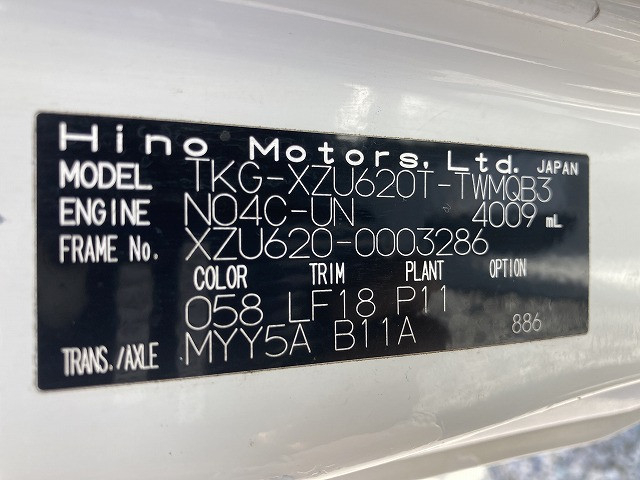 Hino Motors, Ltd. JAPAN
MODEL TKG-XZU620T-TWMQB3
ENGINE N04C-UN 4009 mL
FRAME No. XZU620-0003286
COLOR TRIM PLANT OPTION
058 LF18 P11
TRANS./AXLE MYY5A B11A 886